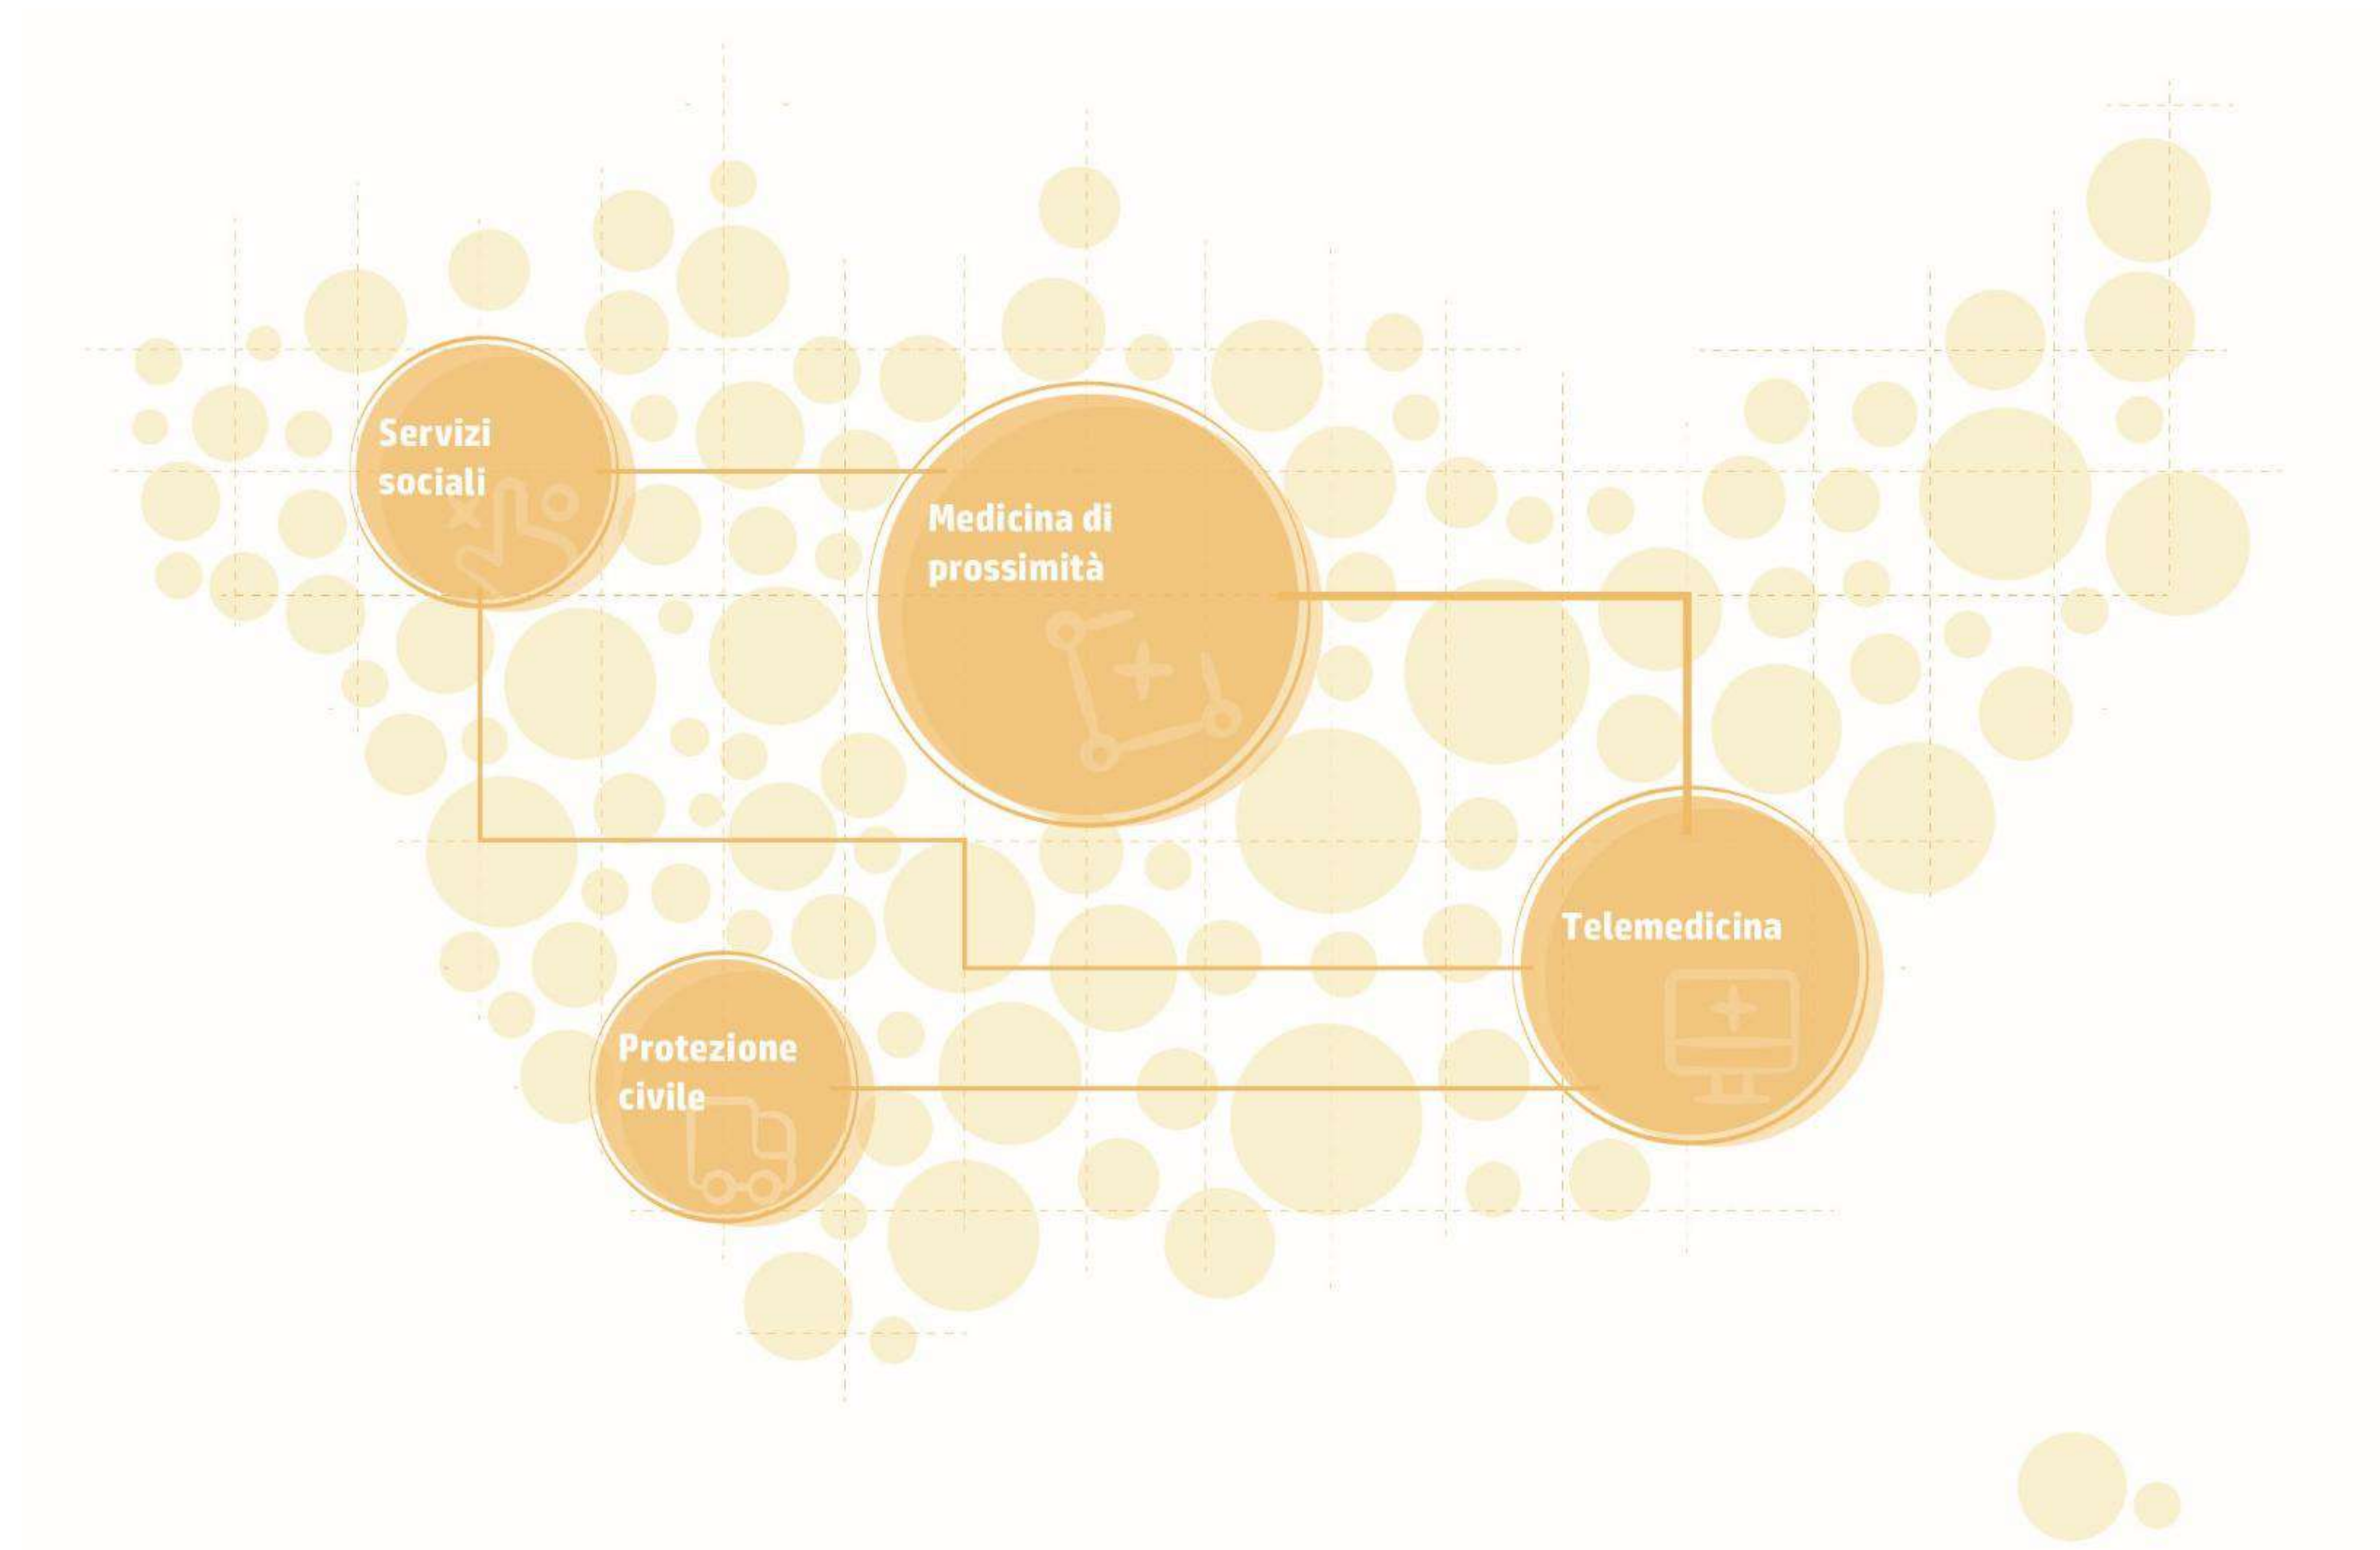 Servizi
sociali
Medicina di
prossimità
Telemedicina
Protezione
civile